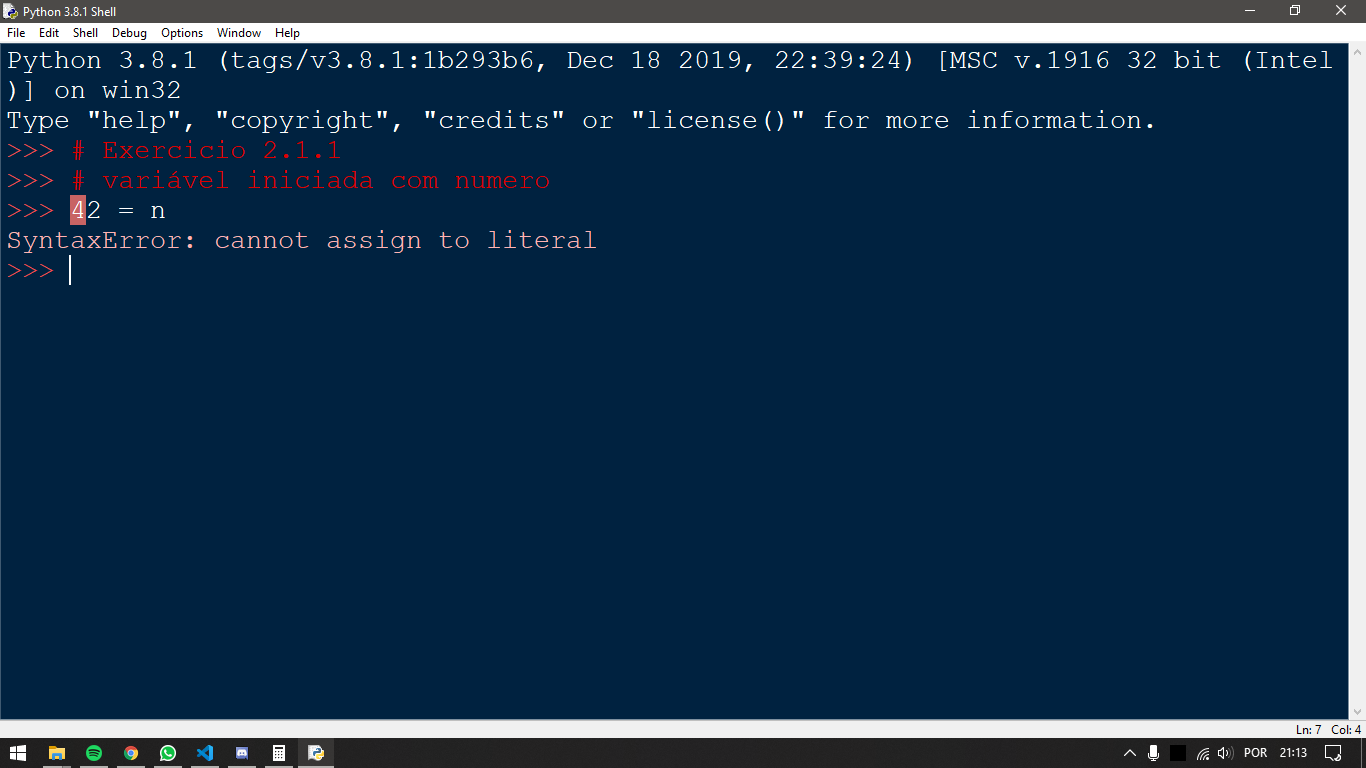 Python 3.8.1 Shell
File Edit Shell Debug Options Window Help
Python 3.8.1 (tags/v3.8.1:1b293b6, Dec 18 2019, 22:39:24) [MSC v.1916 32 bit (Intel
)] on win32
Type "help", "copyright", "credits" or "license()" for more information.
>>> # Exercicio 2.1.1
>>> # variável iniciada com numero
>>> 42 = n
SyntaxError: cannot assign to literal
>>>
Ln: 7 Col: 4
POR 21:13